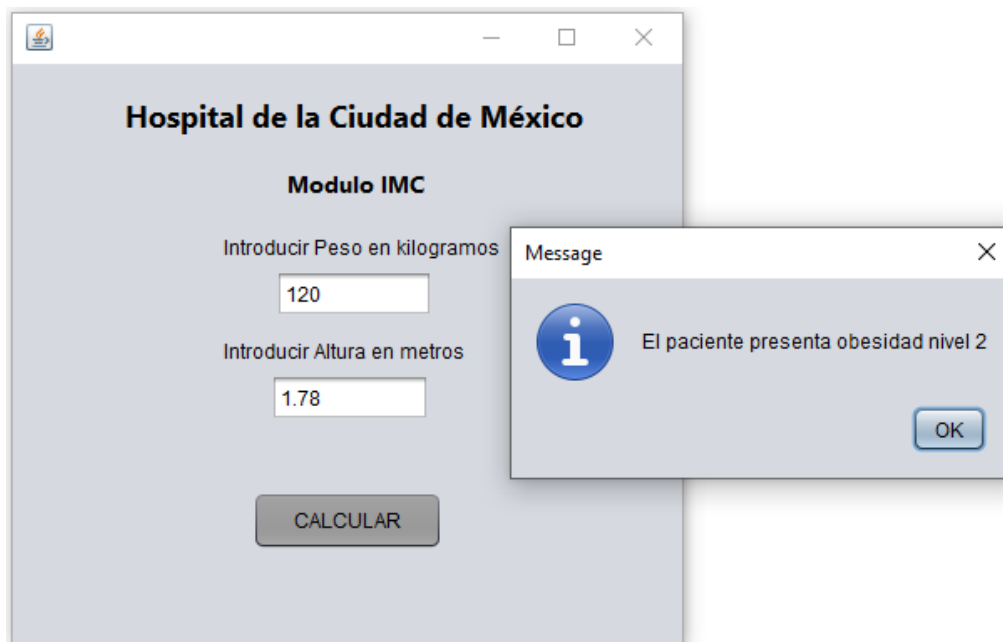 Hospital de la Ciudad de México
Modulo IMC
Introducir Peso en kilogramos
120
Introducir Altura en metros
1.78
CALCULAR
Message
El paciente presenta obesidad nivel 2
OK